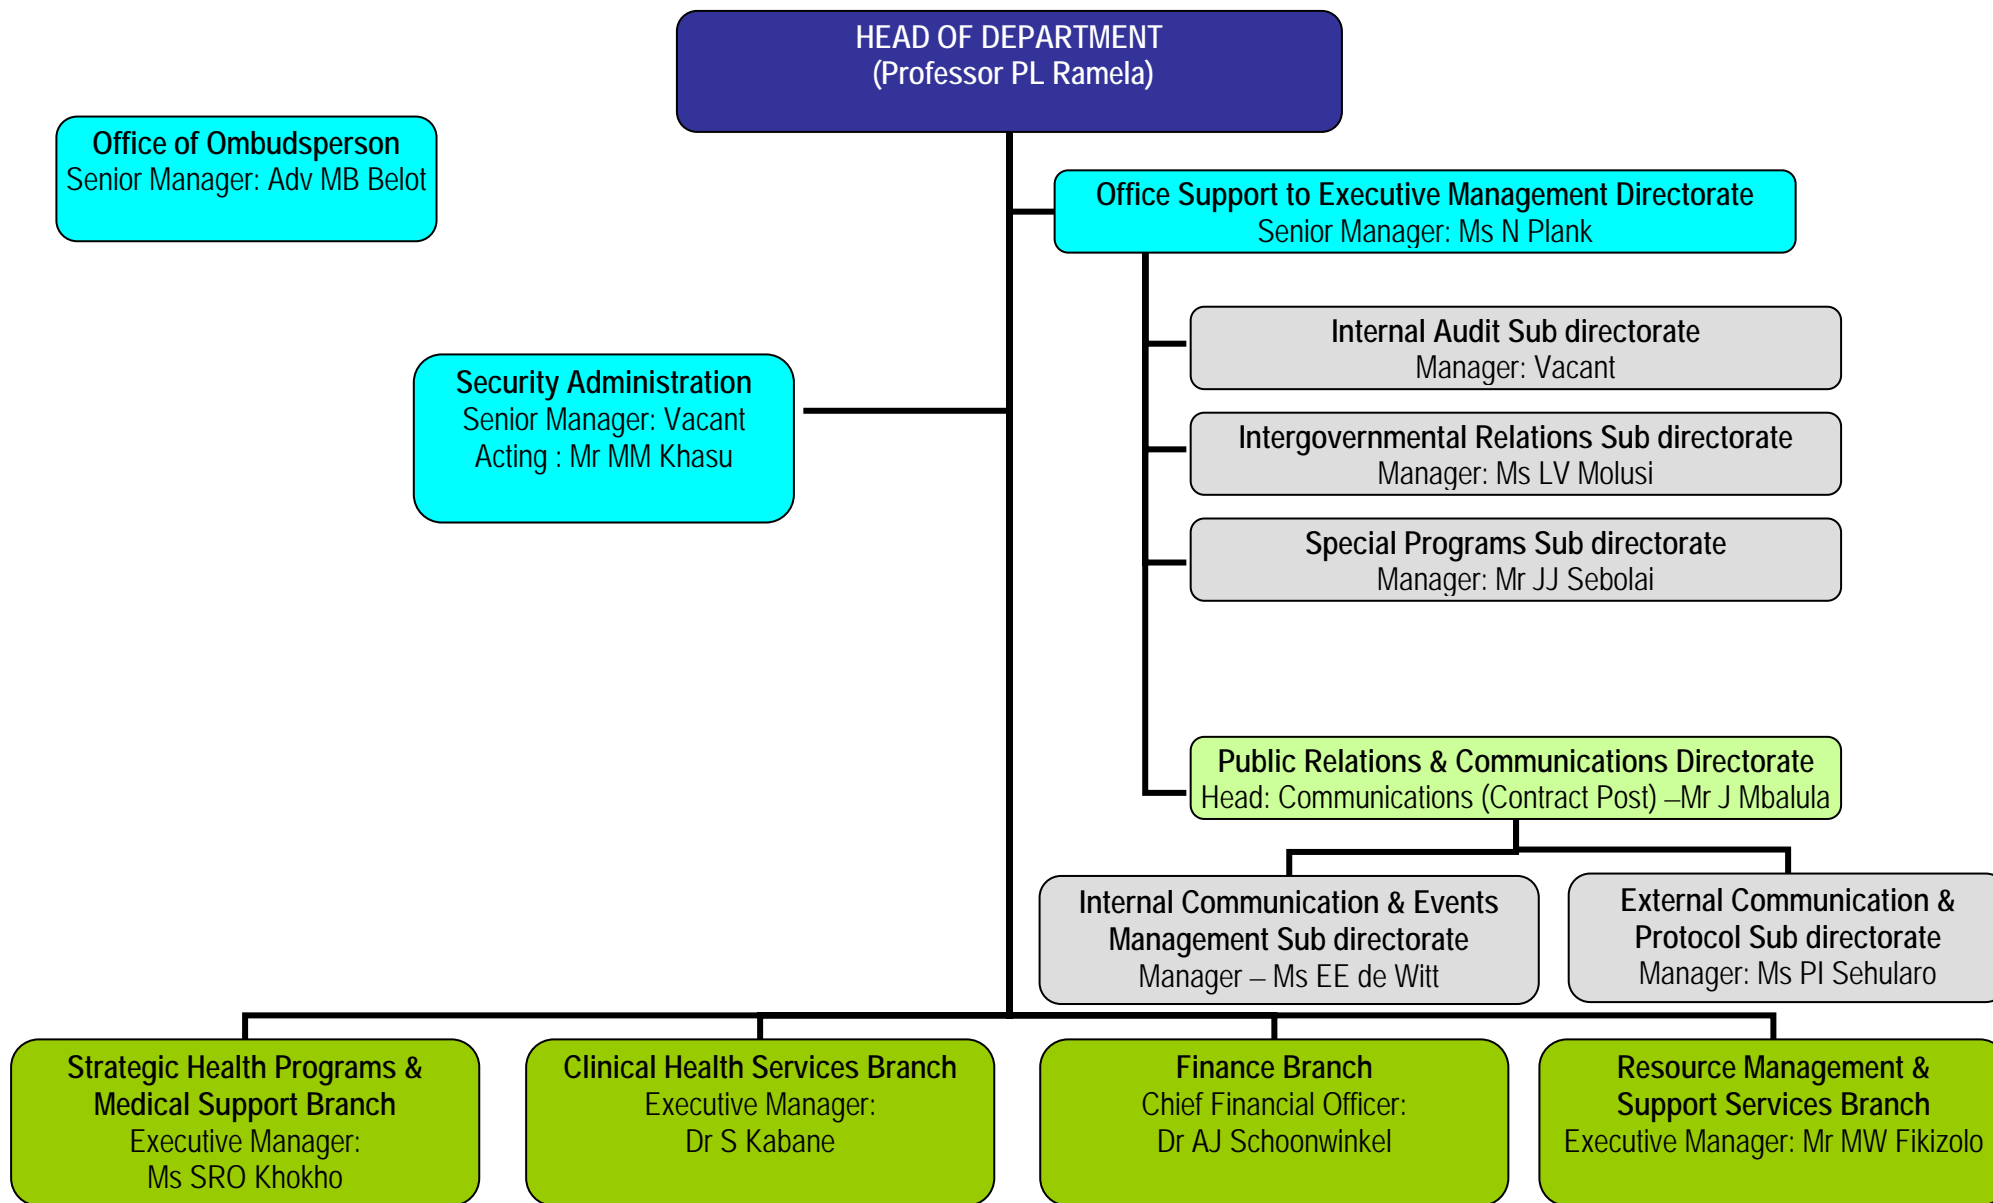 HEAD OF DEPARTMENT
(Professor PL Ramela)
Office of Ombudsperson
Senior Manager: Adv MB Belot
Office Support to Executive Management Directorate
Senior Manager: Ms N Plank
Internal Audit Sub directorate
Manager: Vacant
Security Administration
Senior Manager: Vacant
Acting : Mr MM Khasu
Intergovernmental Relations Sub directorate
Manager: Ms LV Molusi
Special Programs Sub directorate
Manager: Mr JJ Sebolai
Public Relations & Communications Directorate
Head: Communications (Contract Post) –Mr J Mbalula
Internal Communication & Events
Management Sub directorate
Manager – Ms EE de Witt
External Communication &
Protocol Sub directorate
Manager: Ms PI Sehularo
Strategic Health Programs &
Medical Support Branch
Executive Manager:
Ms SRO Khokho
Clinical Health Services Branch
Executive Manager:
Dr S Kabane
Finance Branch
Chief Financial Officer:
Dr AJ Schoonwinkel
Resource Management &
Support Services Branch
Executive Manager: Mr MW Fikizolo